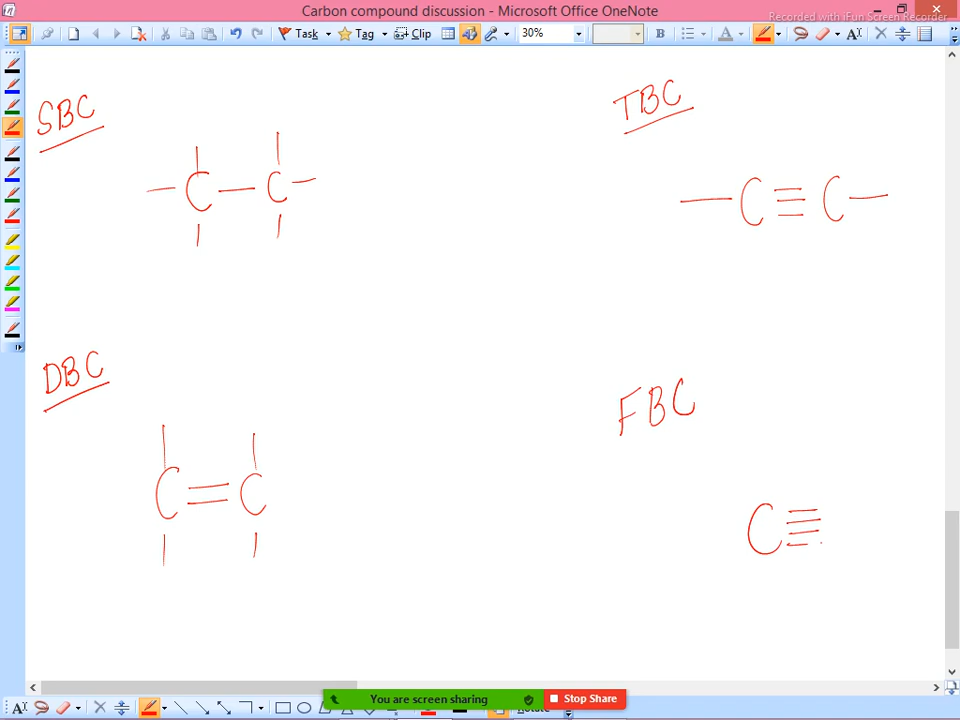 Carbon compound discussion - Microsoft Office OneNote
Recorded with iFun Screen Recorder
Task
Tag
Clip
30%
B
A
SBC
TBC
C C
C ≡ C
DBC
FBC
C = C
C
You are screen sharing
Stop Share
Rotate